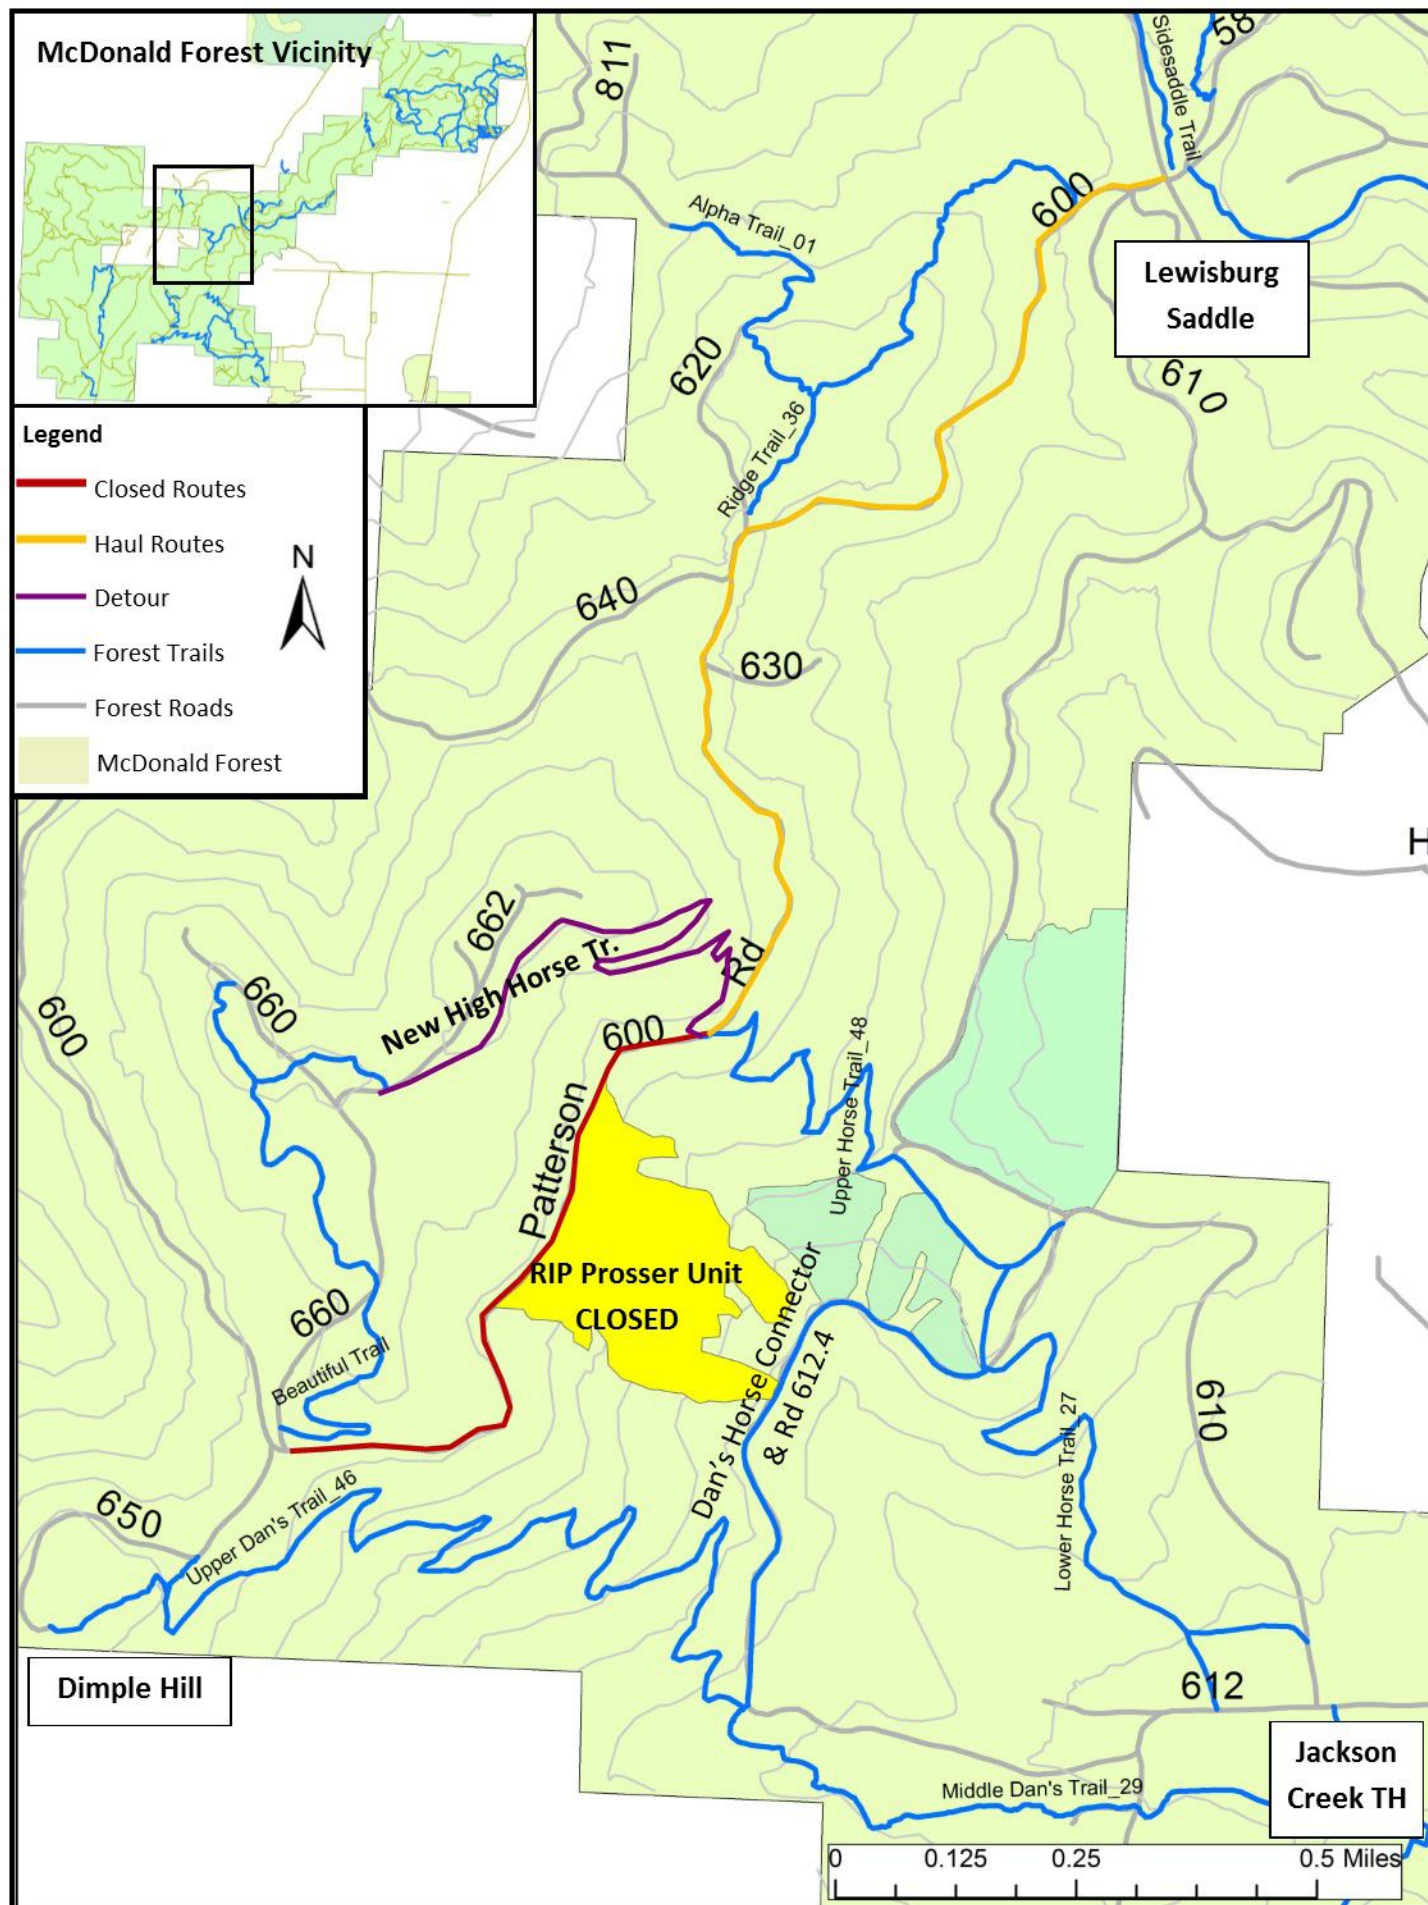 McDonald Forest Vicinity
Legend
Closed Routes
Haul Routes
Detour
Forest Trails
Forest Roads
McDonald Forest
N
811
58
Sidesaddle Trail
Alpha Trail_01
600
Lewisburg
Saddle
620
610
Ridge Trail_36
640
630
H
662
New High Horse Tr.
Rd
660
600
600
Patterson
Upper Horse Trail_48
RIP Prosser Unit
CLOSED
660
Beautiful Trail
Dan's Horse Connector
& Rd 612.4
Lower Horse Trail_27
610
650
Upper Dan's Trail_46
Dimple Hill
612
Jackson
Creek TH
Middle Dan's Trail_29
0 0.125 0.25 0.5 Miles